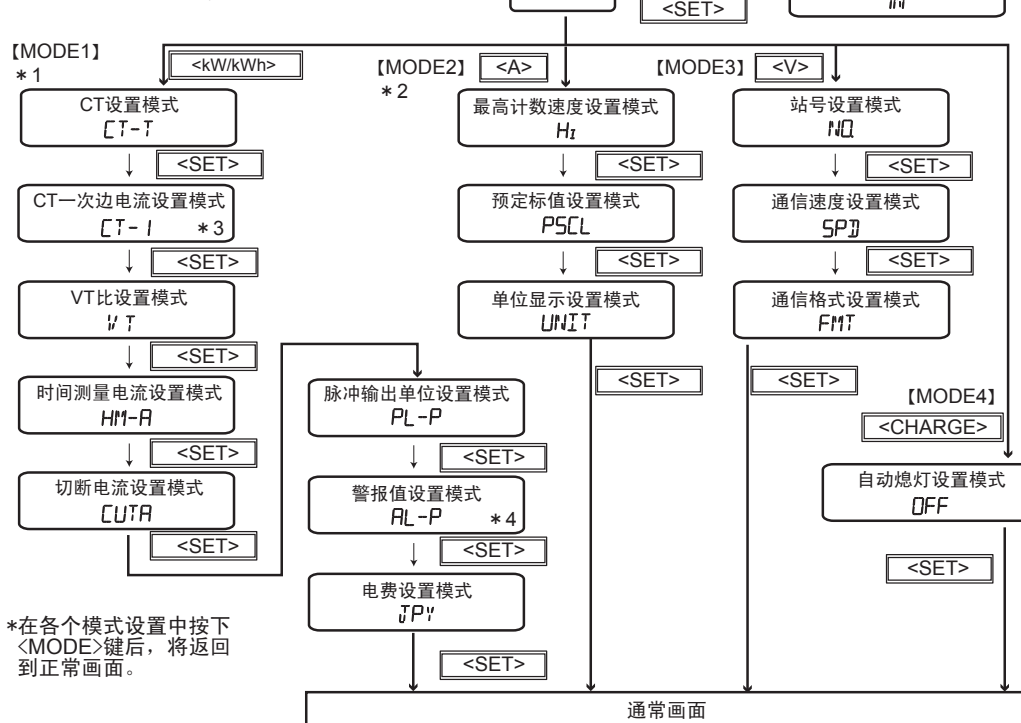 <SET>
【MODE1】
*1
<kW/kWh>
CT设置模式
CT-T
<SET>
CT一次边电流设置模式
CT-1 *3
<SET>
VT比设置模式
VT
<SET>
时间测量电流设置模式
HM-A
<SET>
切断电流设置模式
CUTA
<SET>
脉冲输出单位设置模式
PL-P
<SET>
警报值设置模式
AL-P *4
<SET>
电费设置模式
JPY
<SET>
【MODE2】 <A>
*2
最高计数速度设置模式
HI
<SET>
预定标值设置模式
PSCL
<SET>
单位显示设置模式
UNIT
<SET>
【MODE3】 <V>
站号设置模式
NO.
<SET>
通信速度设置模式
SPD
<SET>
通信格式设置模式
FMT
<SET>
【MODE4】
<CHARGE>
自动熄灯设置模式
OFF
<SET>
*在各个模式设置中按下
<MODE>键后，将返回
到正常画面。
通常画面